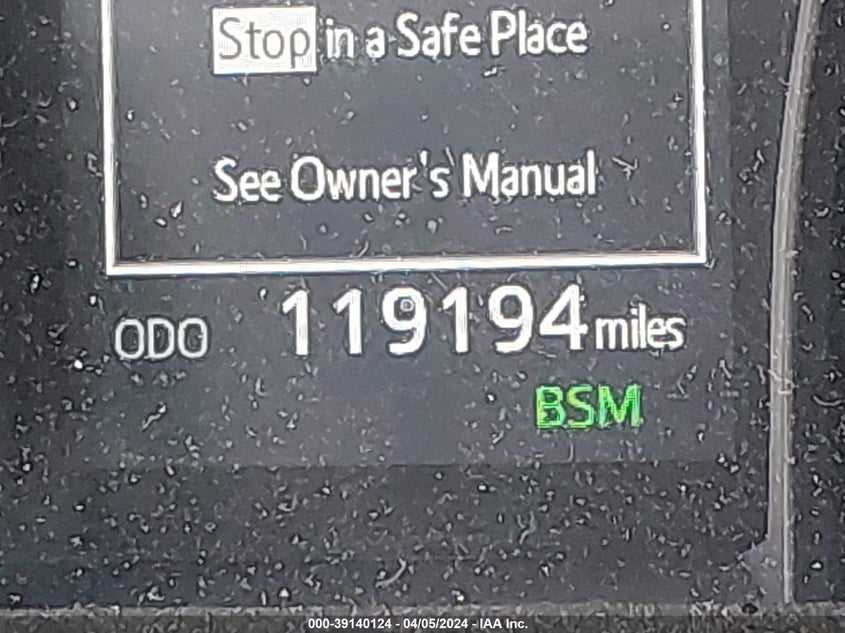 Stop in a Safe Place
See Owner's Manual
ODO 119194 miles
BSM
000-39140124 - 04/05/2024 - IAA Inc.